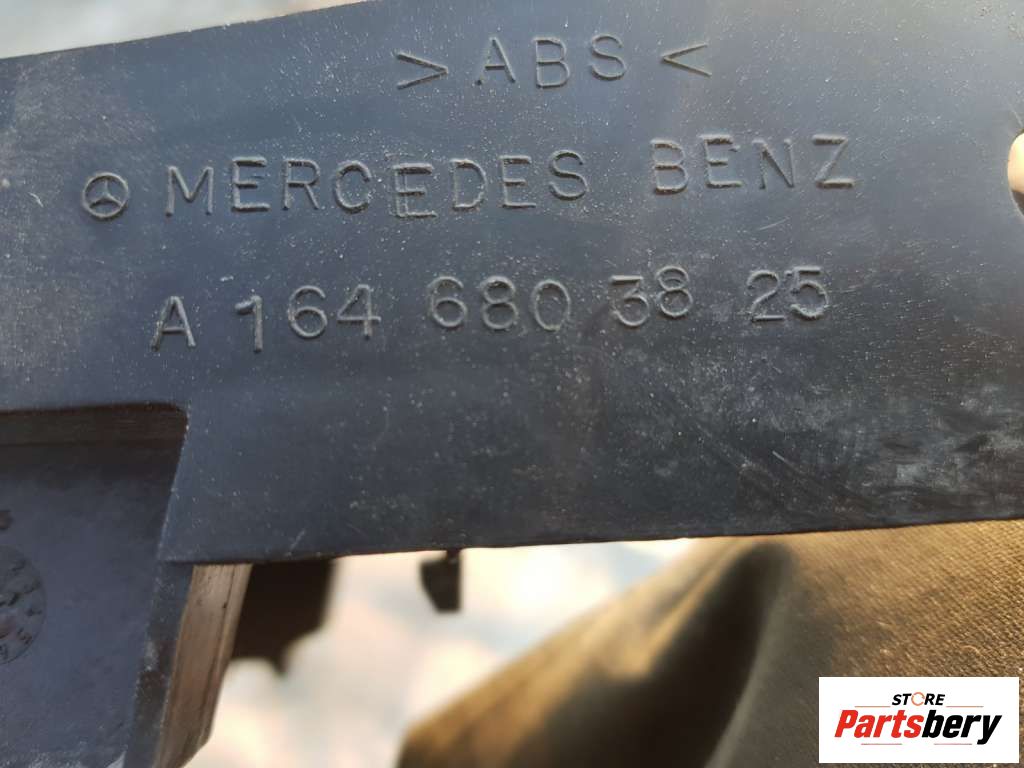 >ABS<
MERCEDES BENZ
A 164 680 38 25
STORE
Partsbery